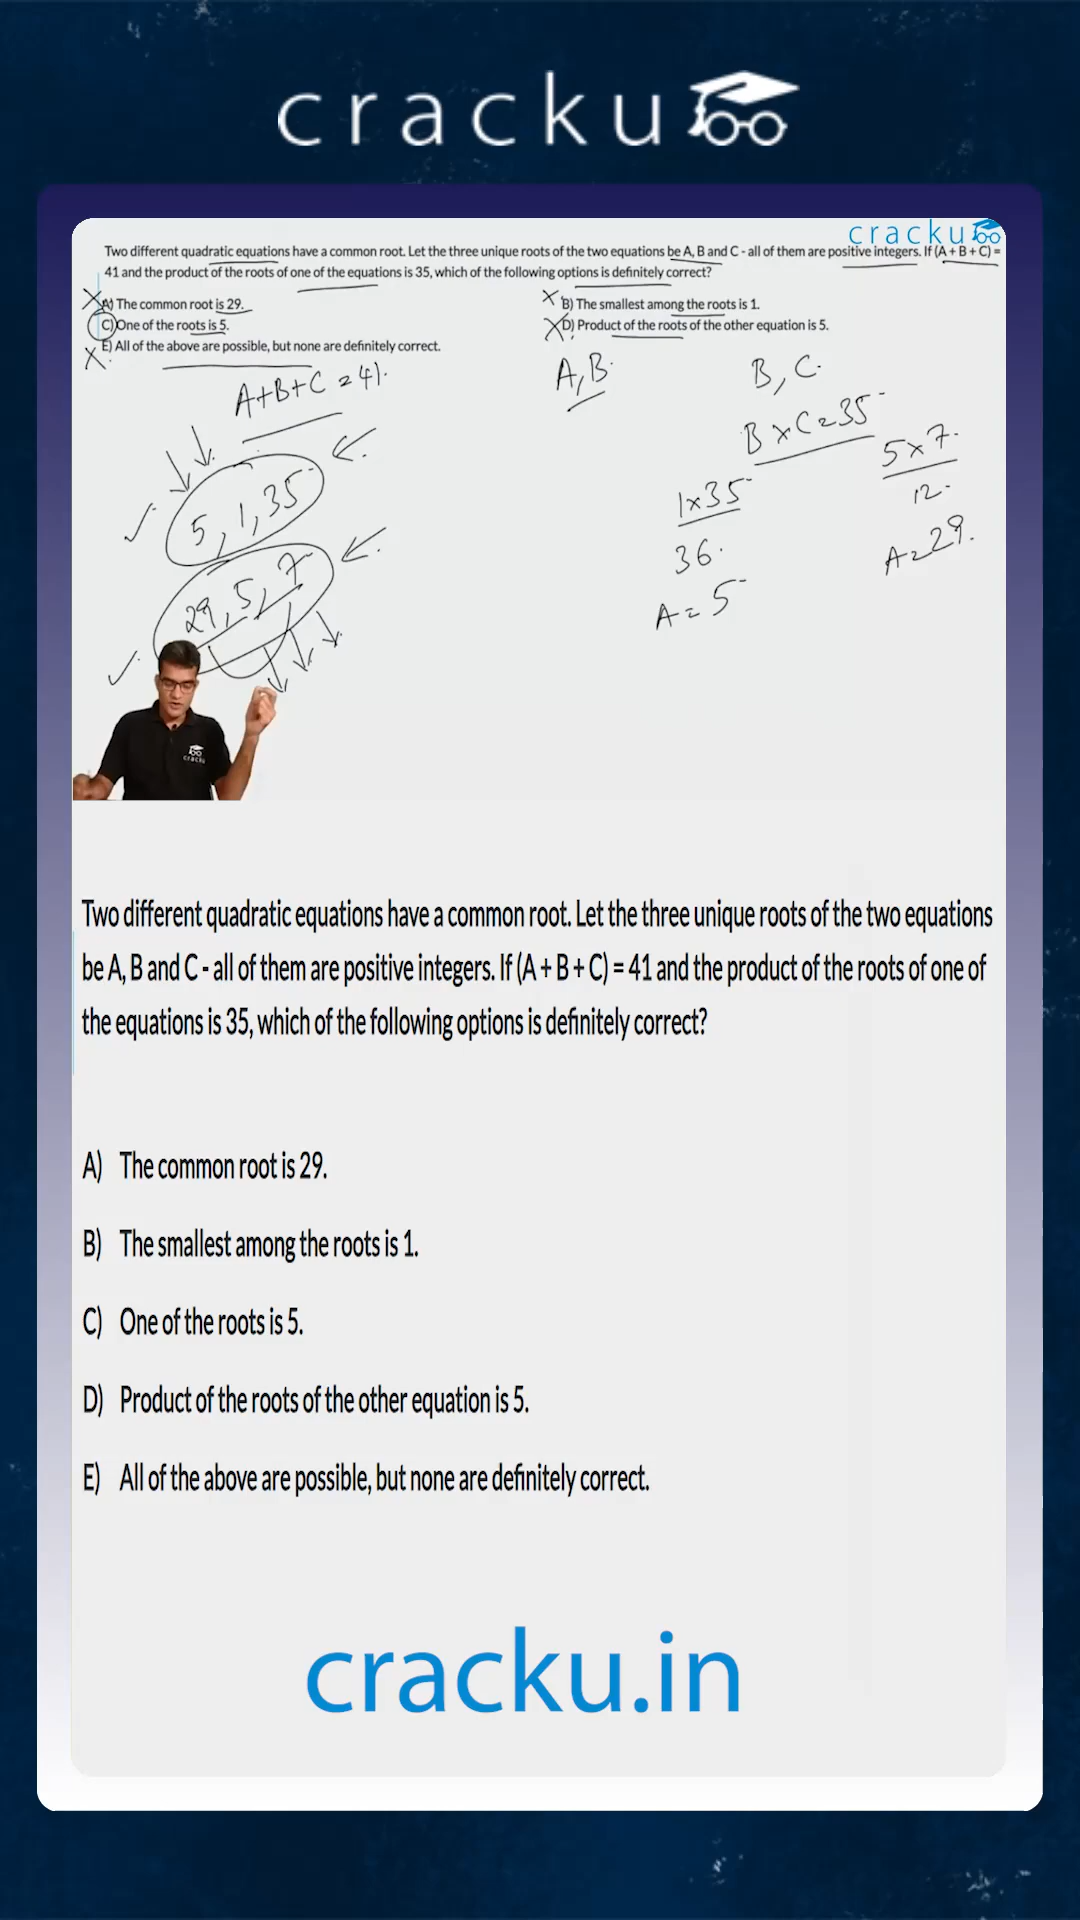 cracku
cracku
Two different quadratic equations have a common root. Let the three unique roots of the two equations be A, B and C - all of them are positive integers. If (A + B + C) =
41 and the product of the roots of one of the equations is 35, which of the following options is definitely correct?
A) The common root is 29. B) The smallest among the roots is 1.
C) One of the roots is 5. D) Product of the roots of the other equation is 5.
E) All of the above are possible, but none are definitely correct.
A+B+C = 41. A, B. B, C.
B x C = 35
5 x 7.
5, 1, 35 1x35 12.
36. A = 29.
29, 5, 7 A = 5
cracku
Two different quadratic equations have a common root. Let the three unique roots of the two equations
be A, B and C - all of them are positive integers. If (A + B + C) = 41 and the product of the roots of one of
the equations is 35, which of the following options is definitely correct?
A) The common root is 29.
B) The smallest among the roots is 1.
C) One of the roots is 5.
D) Product of the roots of the other equation is 5.
E) All of the above are possible, but none are definitely correct.
cracku.in